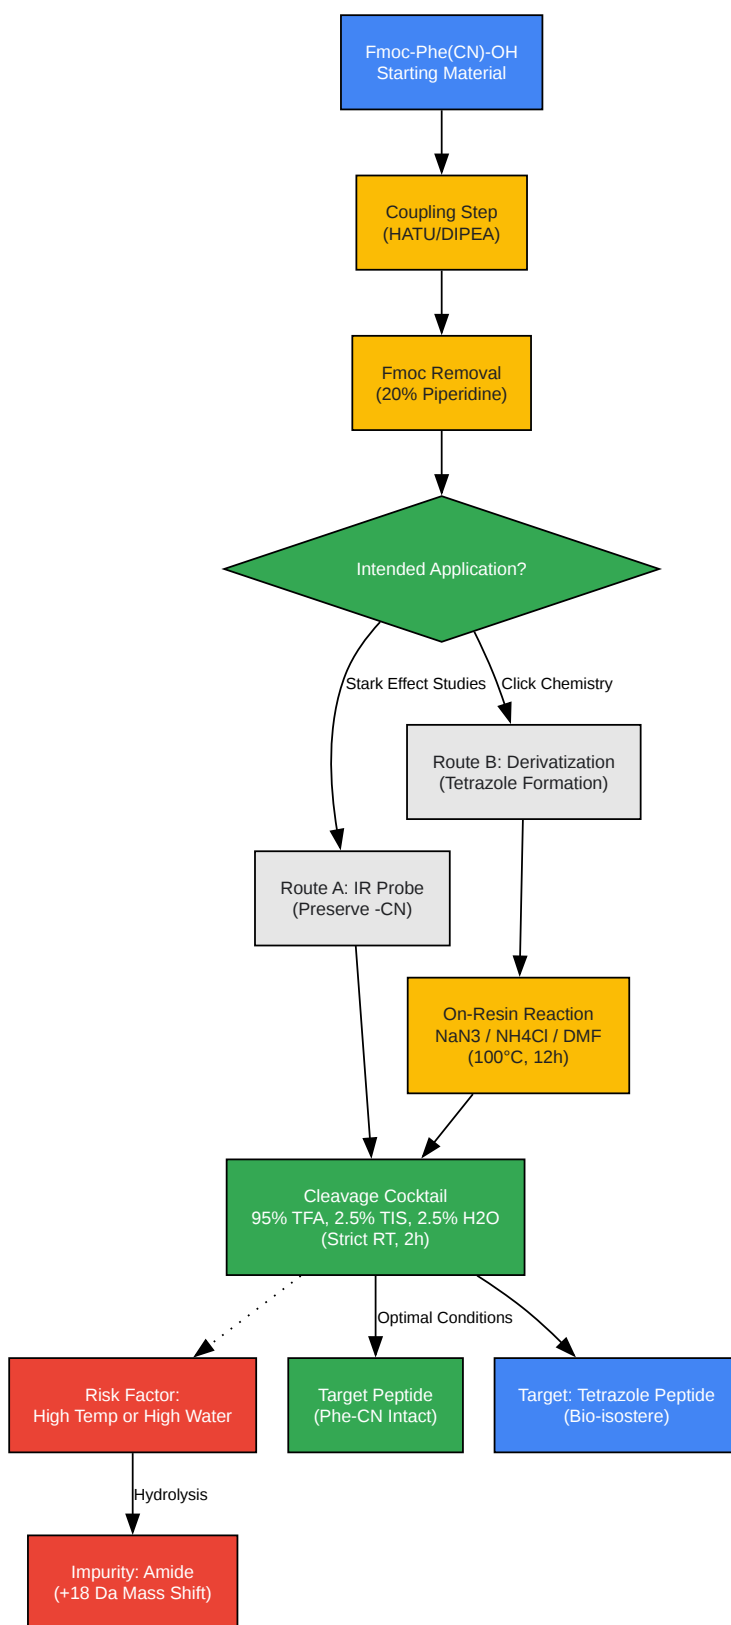 Fmoc-Phe(CN)-OH
Starting Material
Coupling Step
(HATU/DIPEA)
Fmoc Removal
(20% Piperidine)
Intended Application?
Stark Effect Studies
Click Chemistry
Route B: Derivatization
(Tetrazole Formation)
Route A: IR Probe
(Preserve -CN)
On-Resin Reaction
NaN3 / NH4Cl / DMF
(100°C, 12h)
Cleavage Cocktail
95% TFA, 2.5% TIS, 2.5% H2O
(Strict RT, 2h)
Optimal Conditions
Risk Factor:
High Temp or High Water
Target Peptide
(Phe-CN Intact)
Target: Tetrazole Peptide
(Bio-isostere)
Hydrolysis
Impurity: Amide
(+18 Da Mass Shift)